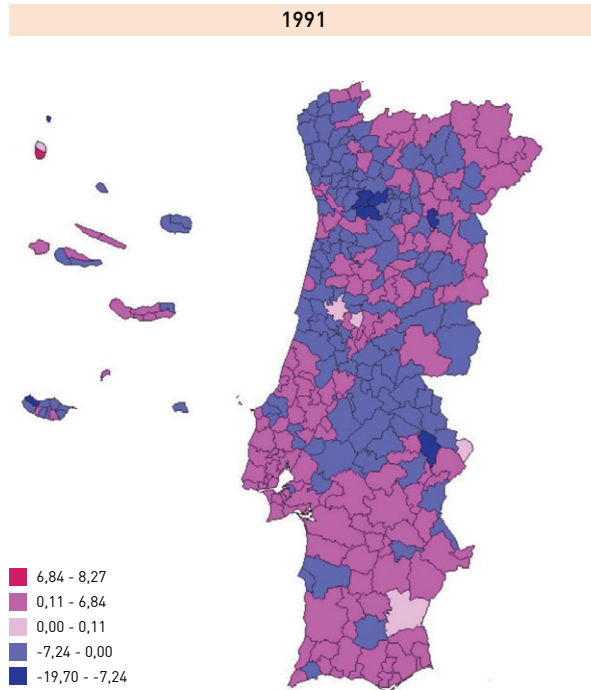 1991
6,84 - 8,27
0,11 - 6,84
0,00 - 0,11
-7,24 - 0,00
-19,70 - -7,24